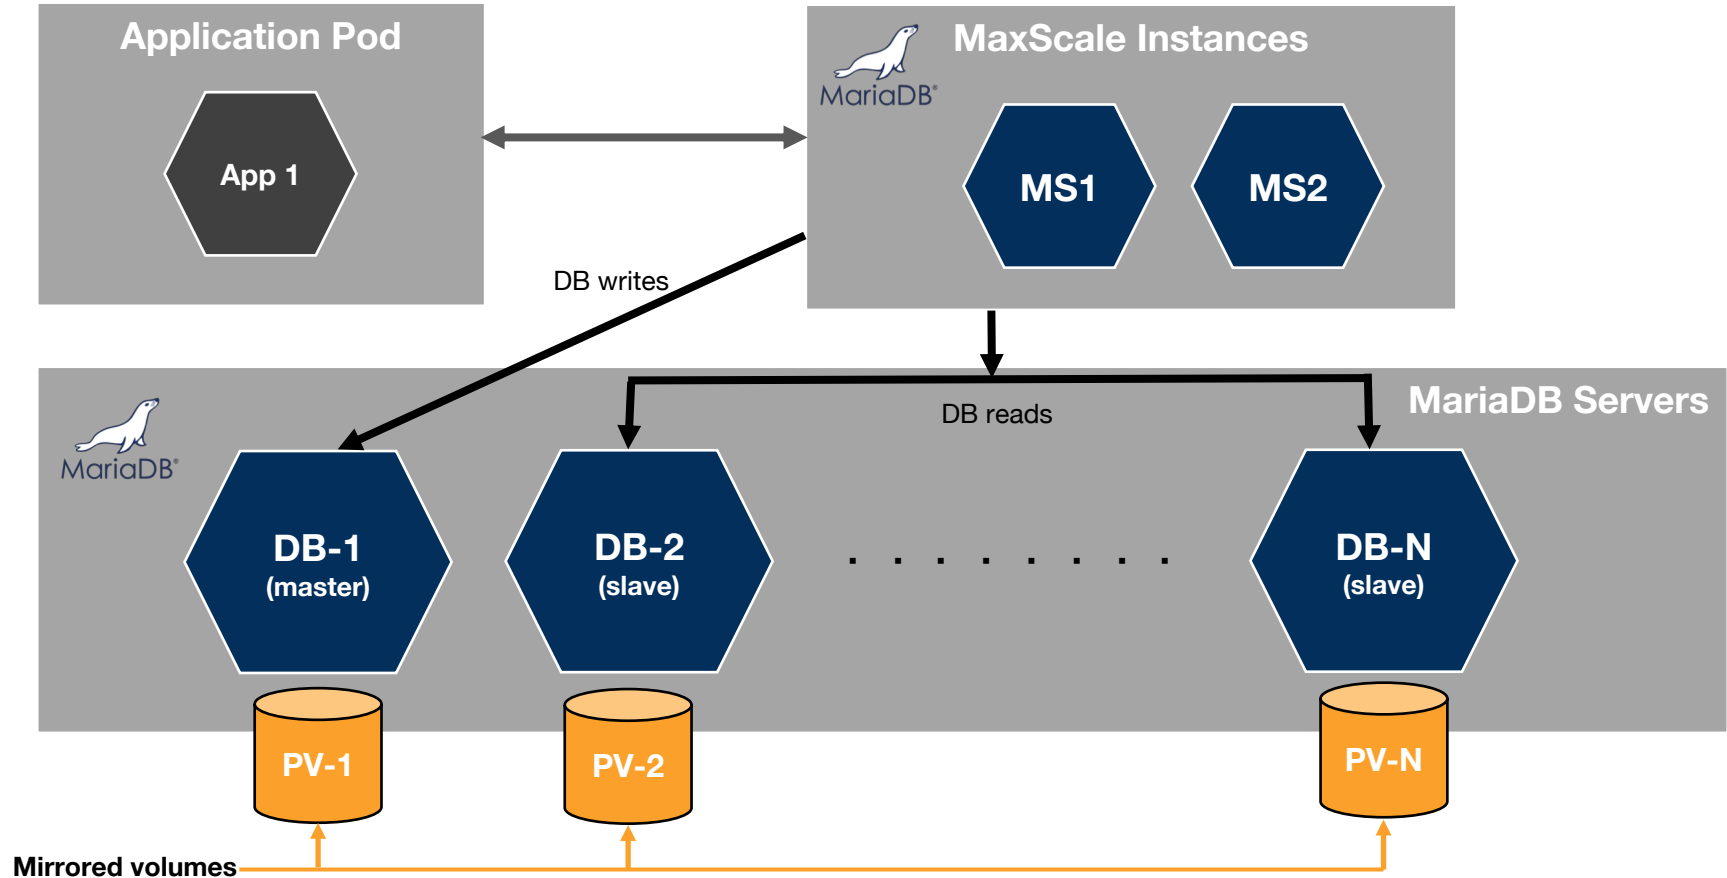 Application Pod
App 1
MariaDB®
MaxScale Instances
MS1
MS2
DB writes
DB reads
MariaDB®
MariaDB Servers
DB-1
(master)
DB-2
(slave)
. . . . . . . .
DB-N
(slave)
PV-1
PV-2
PV-N
Mirrored volumes